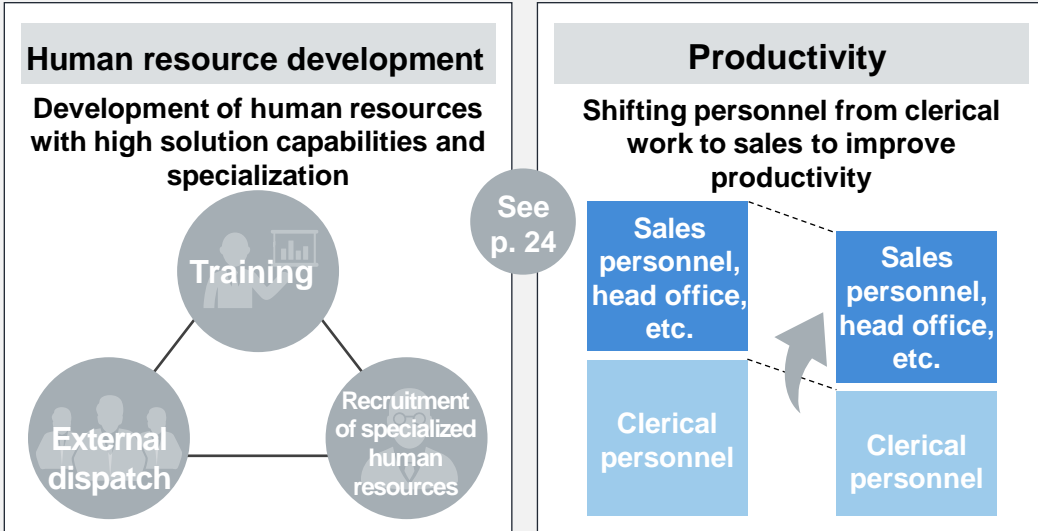 Human resource development
Development of human resources
with high solution capabilities and
specialization
Training
External
dispatch
Recruitment
of specialized
human
resources
See
p. 24
Productivity
Shifting personnel from clerical
work to sales to improve
productivity
Sales
personnel,
head office,
etc.
Clerical
personnel
Sales
personnel,
head office,
etc.
Clerical
personnel